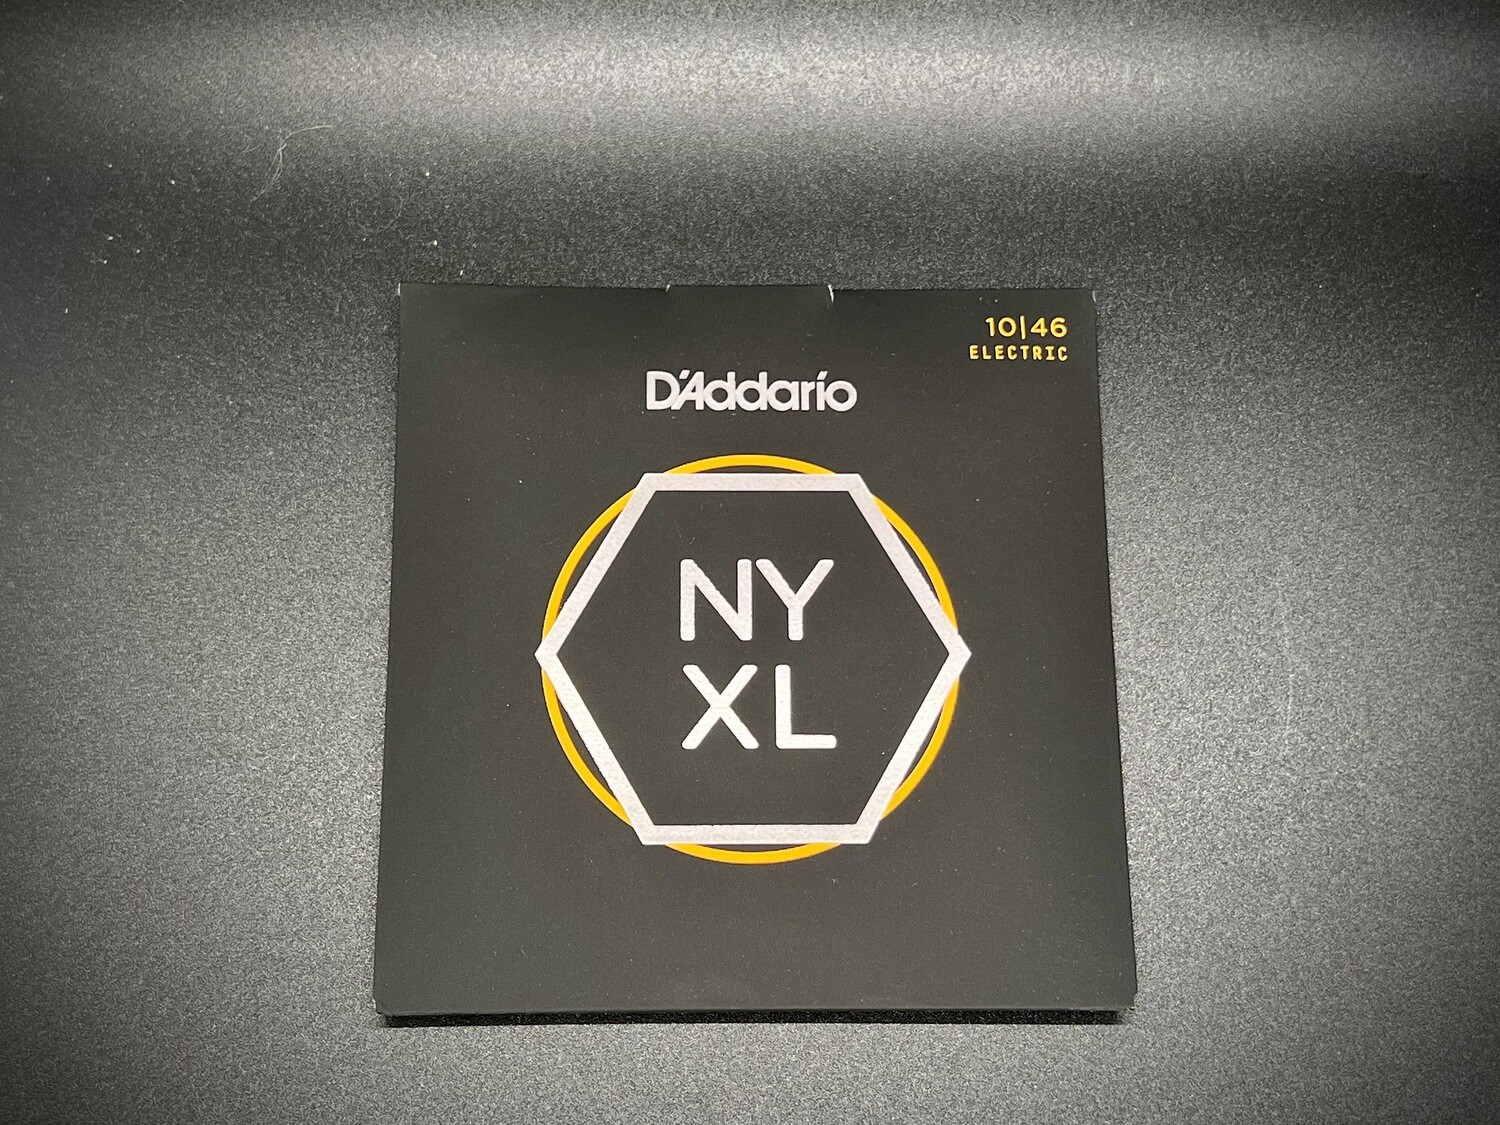 10|46
ELECTRIC
D'Addario
NY
XL